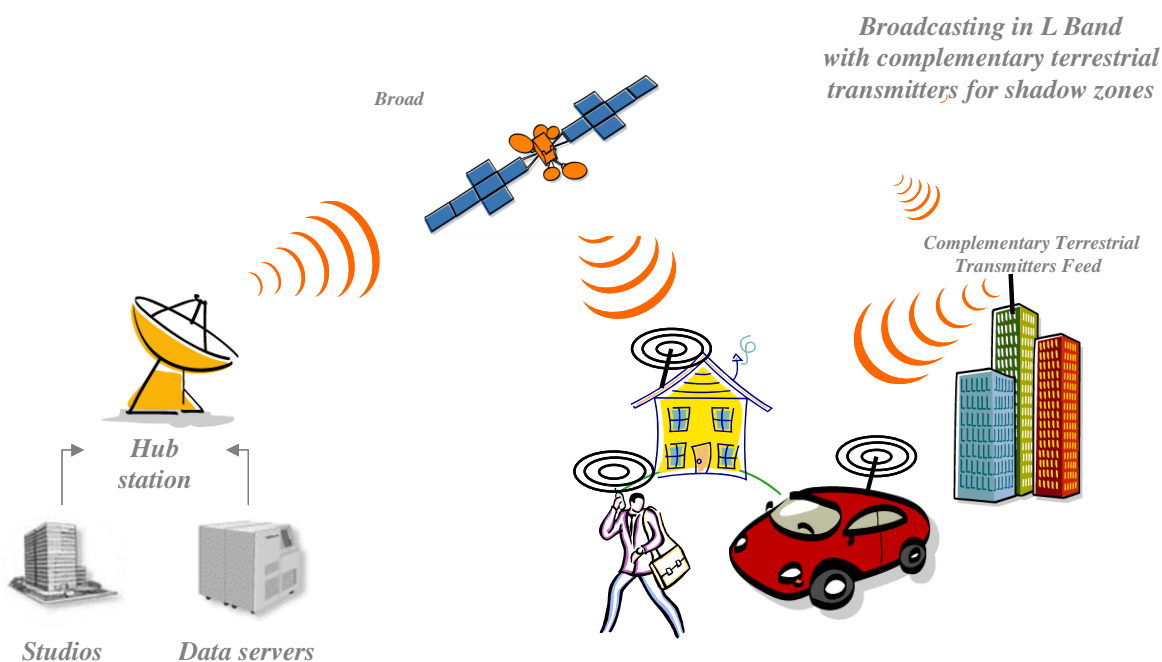 Broadcasting in L Band
with complementary terrestrial
transmitters for shadow zones
Broad
Complementary Terrestrial
Transmitters Feed
Hub
station
Studios
Data servers